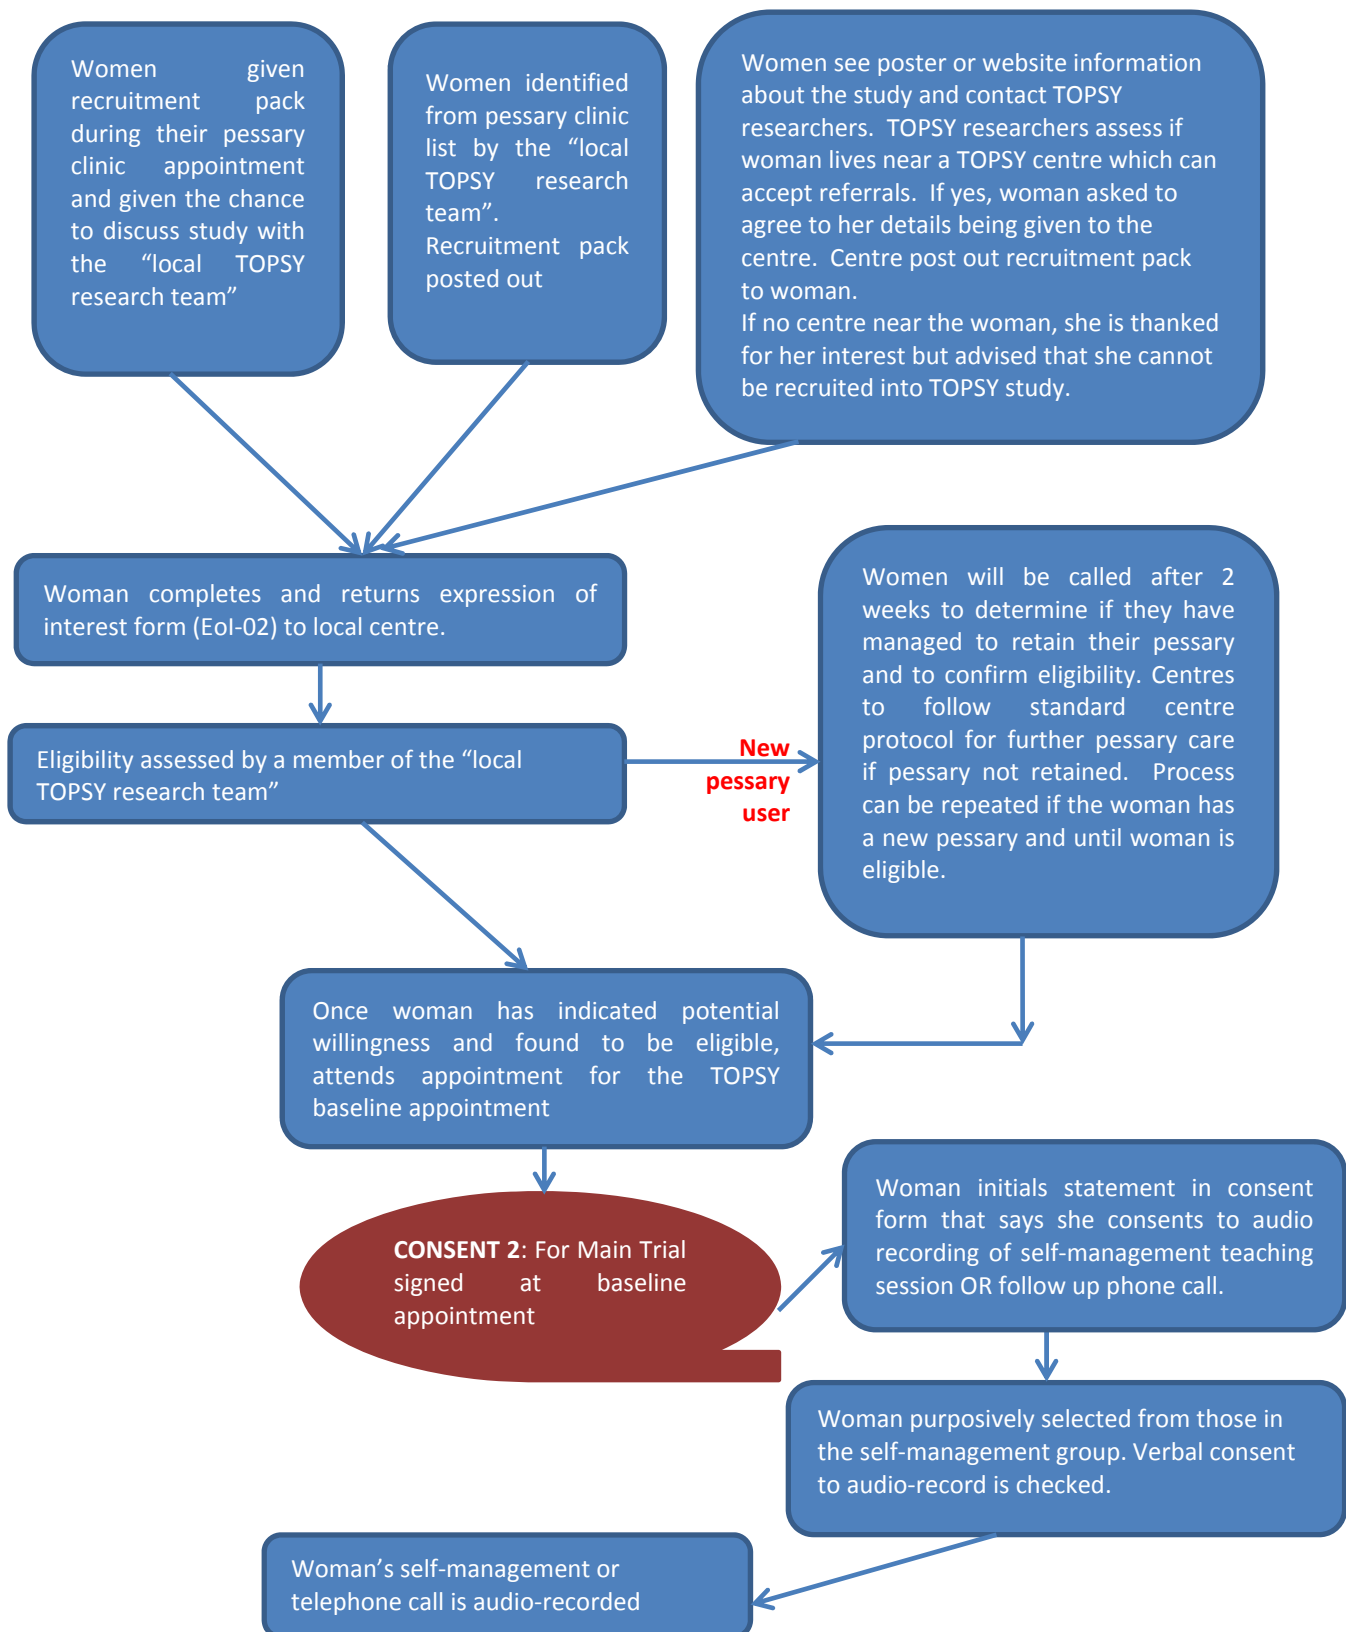 Women given
recruitment pack
during their pessary
clinic appointment
and given the chance
to discuss study with
the “local TOPSY
research team”
Women identified
from pessary clinic
list by the “local
TOPSY research
team”.
Recruitment pack
posted out
Women see poster or website information
about the study and contact TOPSY
researchers. TOPSY researchers assess if
woman lives near a TOPSY centre which can
accept referrals. If yes, woman asked to
agree to her details being given to the
centre. Centre post out recruitment pack
to woman.
If no centre near the woman, she is thanked
for her interest but advised that she cannot
be recruited into TOPSY study.
Woman completes and returns expression of
interest form (EoI-02) to local centre.
Eligibility assessed by a member of the “local
TOPSY research team”
New
pessary
user
Women will be called after 2
weeks to determine if they have
managed to retain their pessary
and to confirm eligibility. Centres
to follow standard centre
protocol for further pessary care
if pessary not retained. Process
can be repeated if the woman has
a new pessary and until woman is
eligible.
Once woman has indicated potential
willingness and found to be eligible,
attends appointment for the TOPSY
baseline appointment
CONSENT 2: For Main Trial
signed at baseline
appointment
Woman initials statement in consent
form that says she consents to audio
recording of self-management teaching
session OR follow up phone call.
Woman purposively selected from those in
the self-management group. Verbal consent
to audio-record is checked.
Woman’s self-management or
telephone call is audio-recorded